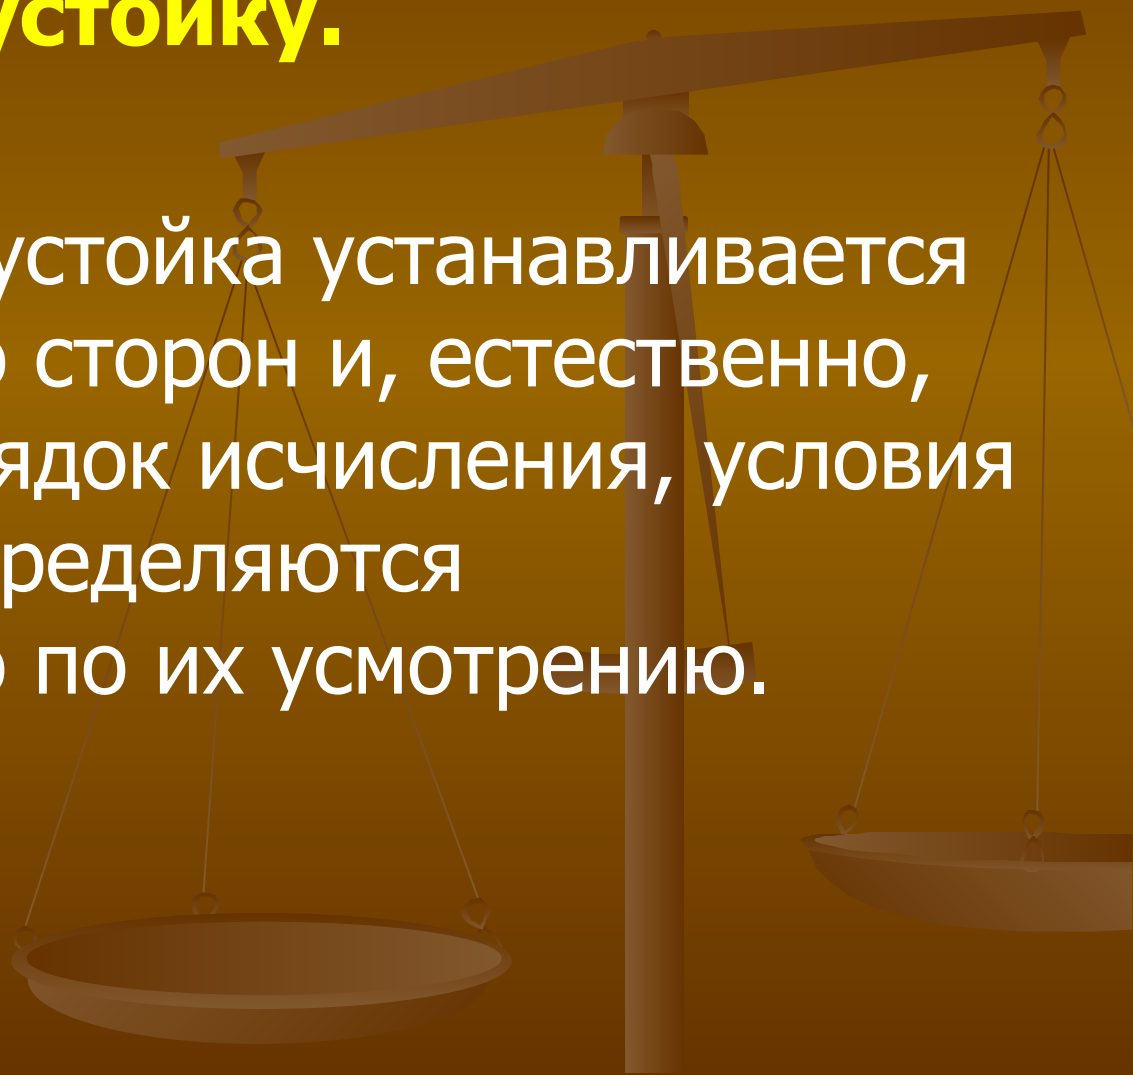 устойку.
устойка устанавливается
сторон и, естественно,
ядок исчисления, условия
ределяются
по их усмотрению.